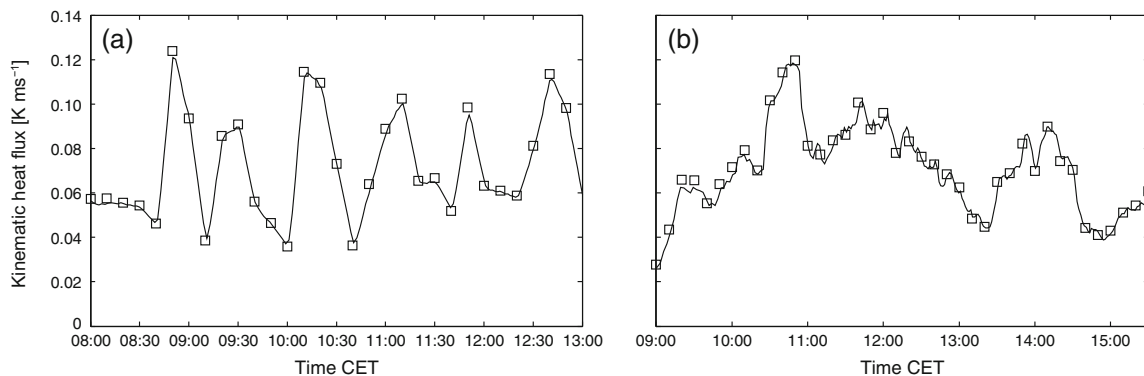 Kinematic heat flux [K ms⁻¹]
0.14
0.12
0.10
0.08
0.06
0.04
0.02
0
(a)
08:00 08:30 09:00 09:30 10:00 10:30 11:00 11:30 12:00 12:30 13:00
Time CET
(b)
09:00 10:00 11:00 12:00 13:00 14:00 15:00
Time CET